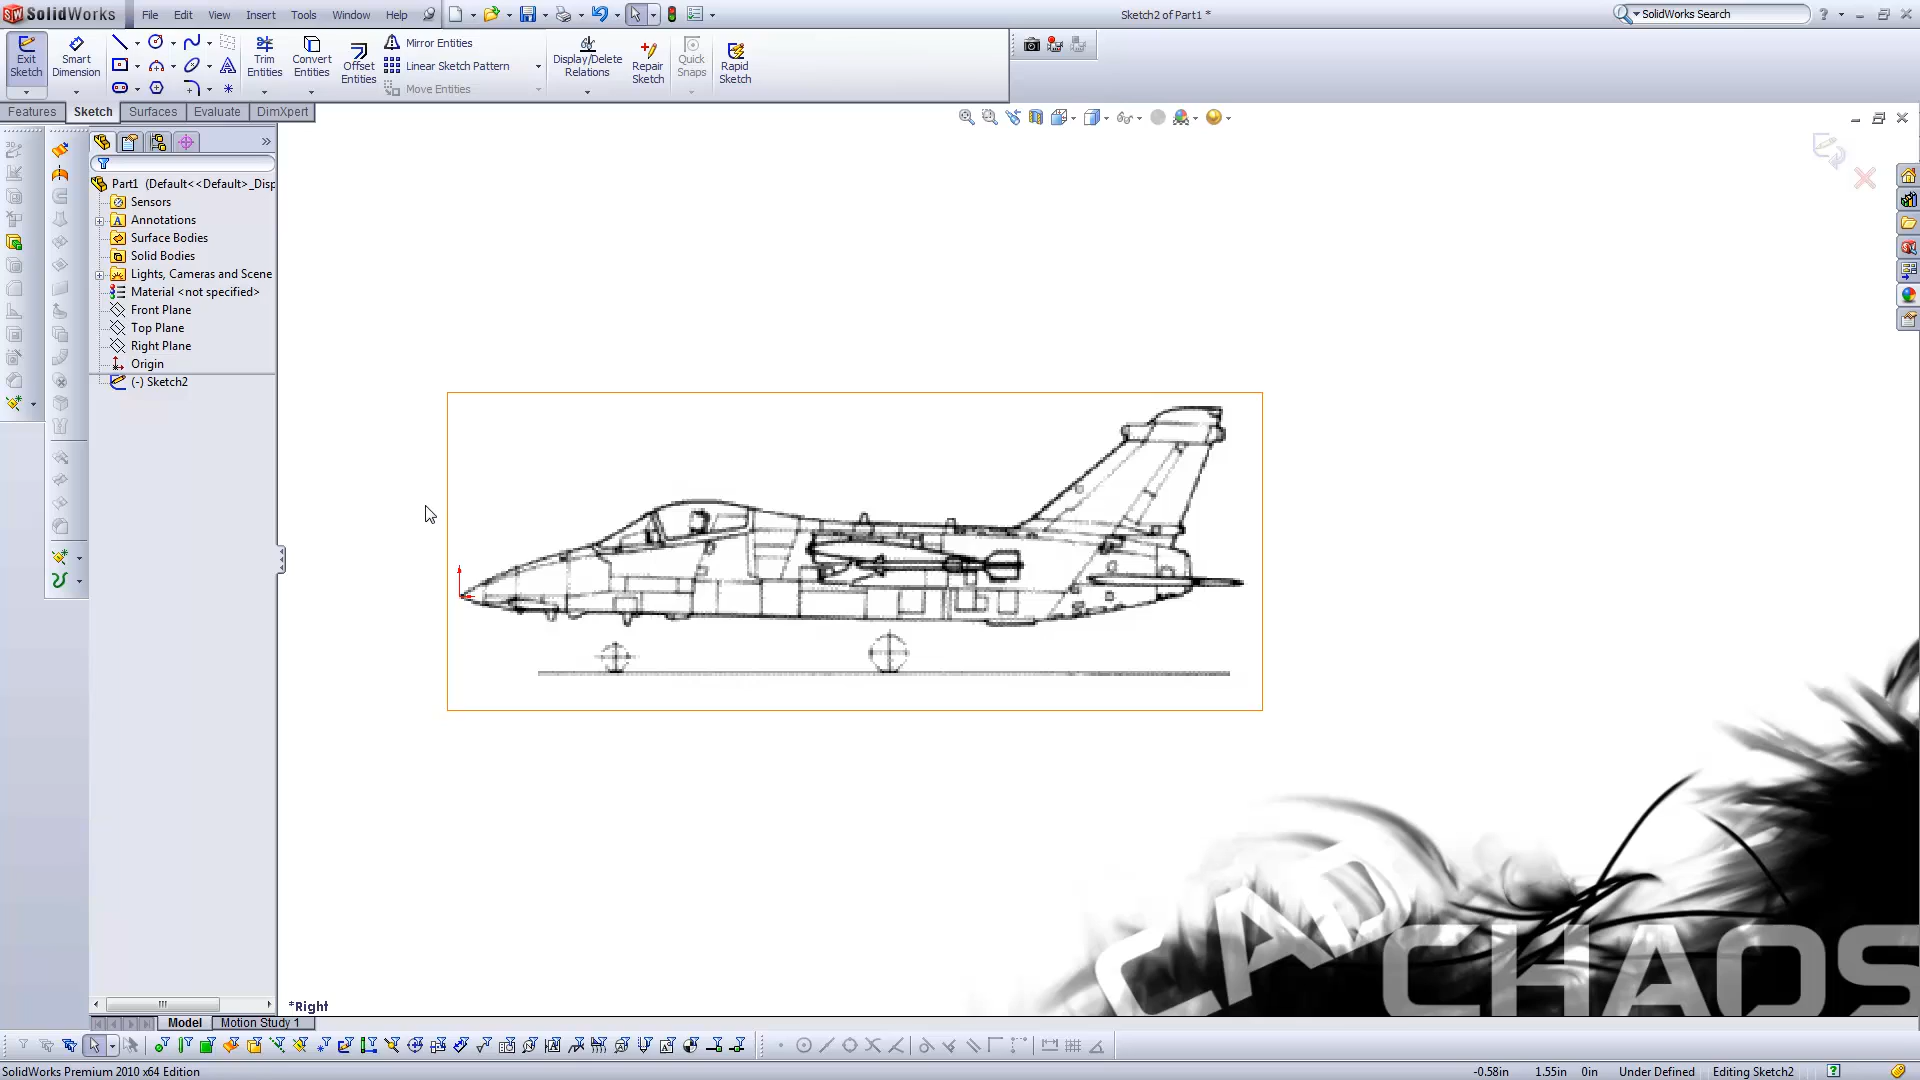 SolidWorks
File Edit View Insert Tools Window Help
Sketch2 of Part1 *
SolidWorks Search
Exit Sketch
Smart Dimension
Trim Entities
Convert Entities
Offset Entities
Mirror Entities
Linear Sketch Pattern
Move Entities
Display/Delete Relations
Repair Sketch
Quick Snaps
Rapid Sketch
Features Sketch Surfaces Evaluate DimXpert
Part1 (Default<<Default>_Disp
Sensors
Annotations
Surface Bodies
Solid Bodies
Lights, Cameras and Scene
Material <not specified>
Front Plane
Top Plane
Right Plane
Origin
(-) Sketch2
CAD
CHAOS
*Right
Model Motion Study 1
SolidWorks Premium 2010 x64 Edition
-0.58in 1.55in 0in Under Defined Editing Sketch2